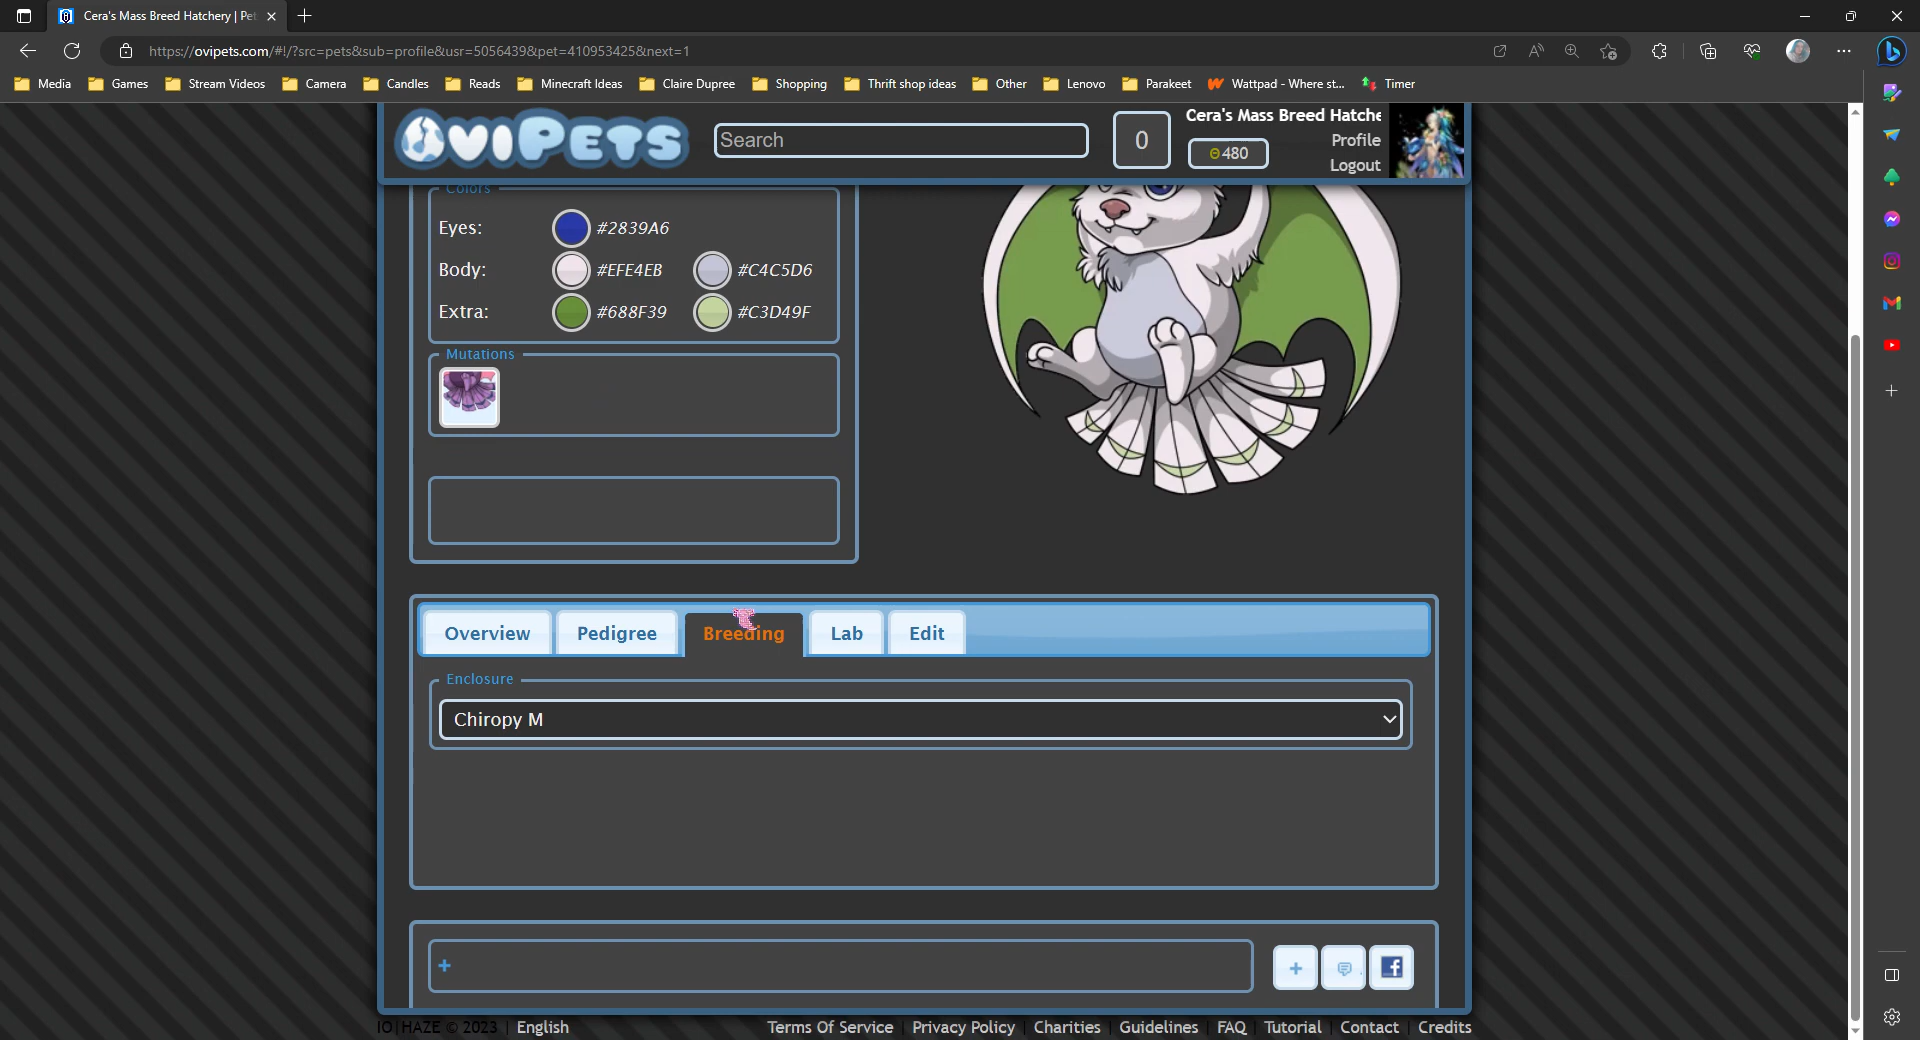 Cera's Mass Breed Hatchery | Pet
https://ovipets.com/#!/?src=pets&sub=profile&usr=5056439&pet=410953425&next=1
Media Games Stream Videos Camera Candles Reads Minecraft Ideas Claire Dupree Shopping Thrift shop ideas Other Lenovo Parakeet Wattpad - Where st... Timer
OVIPETS
Search
0
Cera's Mass Breed Hatche
480
Profile
Logout
Colors
Eyes: #2839A6
Body: #EFE4EB #C4C5D6
Extra: #688F39 #C3D49F
Mutations
Overview Pedigree Breeding Lab Edit
Enclosure
Chiropy M
IO | HAZE © 2023 | English Terms Of Service | Privacy Policy | Charities | Guidelines | FAQ | Tutorial | Contact | Credits